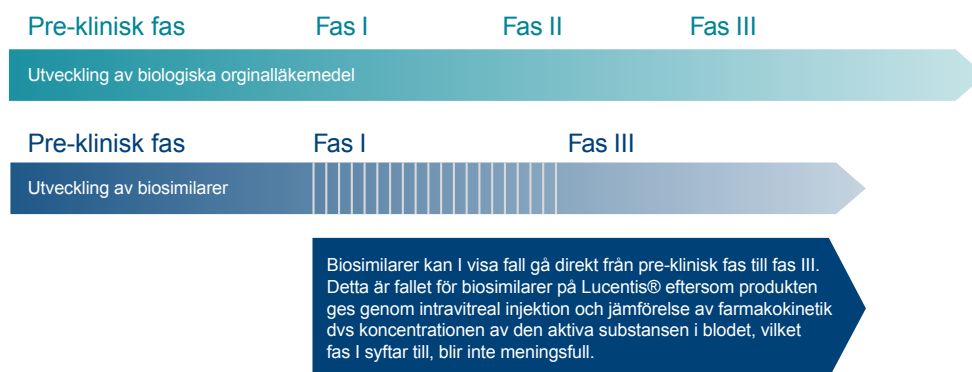 Pre-klinisk fas Fas I Fas II Fas III
Utveckling av biologiska orginalläkemedel
Pre-klinisk fas Fas I Fas III
Utveckling av biosimilarer
Biosimilarer kan I visa fall gå direkt från pre-klinisk fas till fas III.
Detta är fallet för biosimilarer på Lucentis® eftersom produkten
ges genom intravitreal injektion och jämförelse av farmakokinetik
dvs koncentrationen av den aktiva substansen i blodet, vilket
fas I syftar till, blir inte meningsfull.